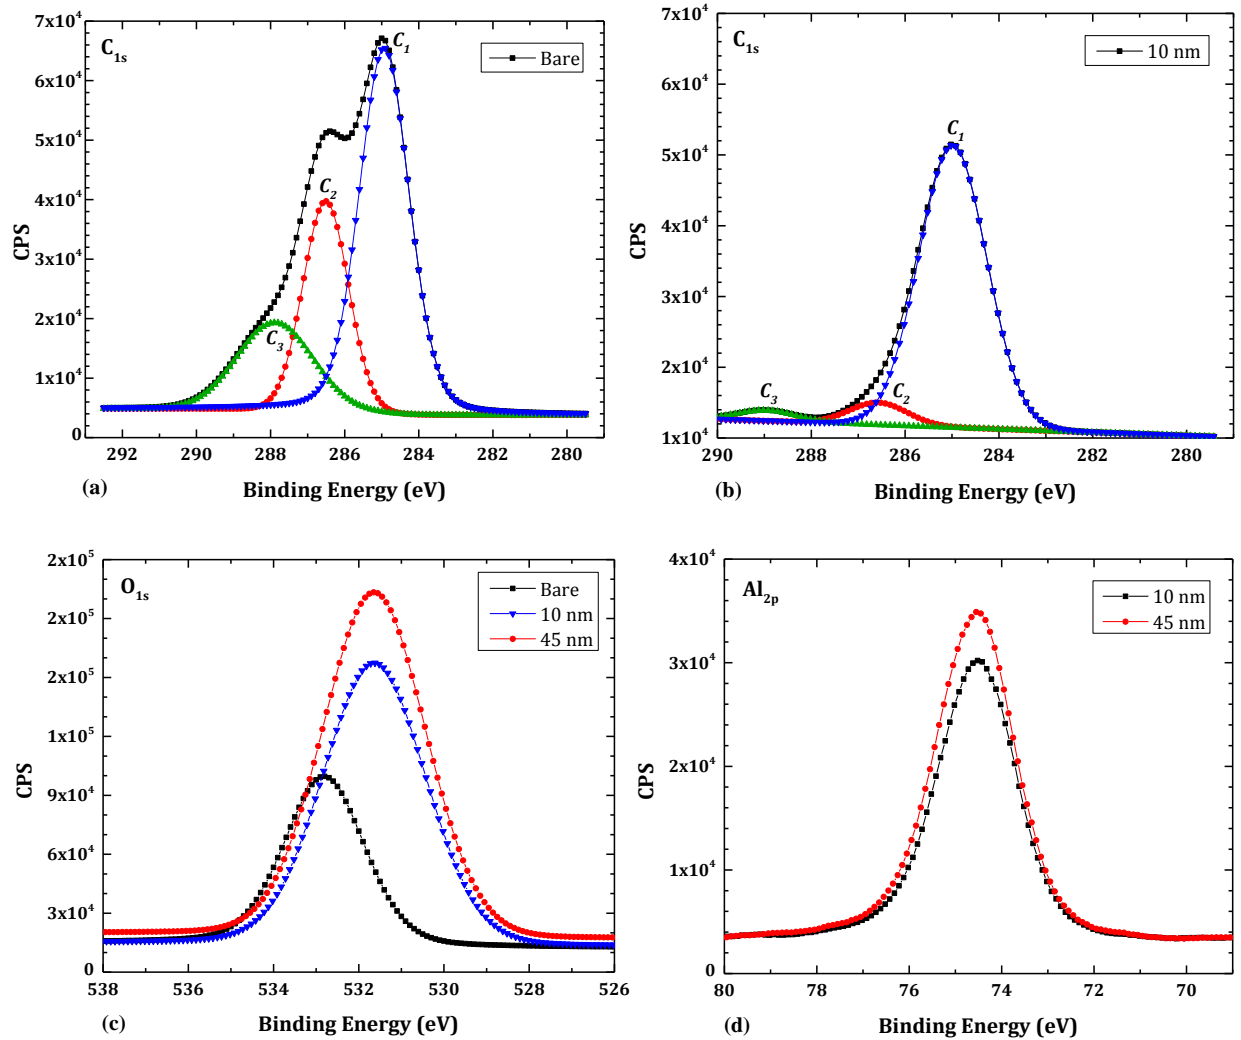 7x10⁴
6x10⁴
5x10⁴
4x10⁴
3x10⁴
2x10⁴
1x10⁴
0
CPS
C₁ₛ
C₁
C₂
C₃
Bare
292 290 288 286 284 282 280
(a) Binding Energy (eV)
7x10⁴
6x10⁴
5x10⁴
4x10⁴
3x10⁴
2x10⁴
1x10⁴
CPS
C₁ₛ
10 nm
C₁
C₃ C₂
290 288 286 284 282 280
(b) Binding Energy (eV)
2x10⁵
2x10⁵
2x10⁵
1x10⁵
9x10⁴
6x10⁴
3x10⁴
0
CPS
O₁ₛ
Bare
10 nm
45 nm
538 536 534 532 530 528 526
(c) Binding Energy (eV)
4x10⁴
3x10⁴
2x10⁴
1x10⁴
0
CPS
Al₂ₚ
10 nm
45 nm
80 78 76 74 72 70
(d) Binding Energy (eV)